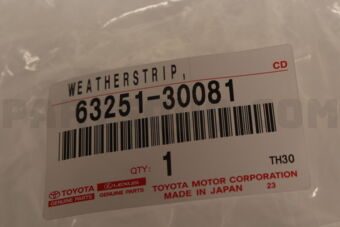 WEATHERSTRIP,
CD
63251-30081
QTY: 1
TH30
TOYOTA
GENUINE PARTS
LEXUS
GENUINE PARTS
TOYOTA MOTOR CORPORATION
MADE IN JAPAN 23